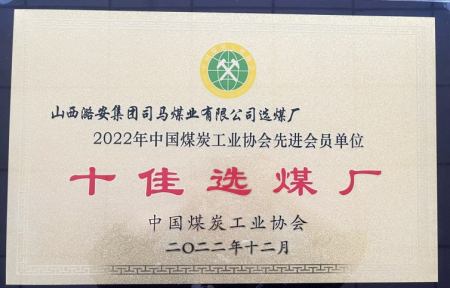 山西潞安集团司马煤业有限公司选煤厂
2022年中国煤炭工业协会先进会员单位
十佳选煤厂
中国煤炭工业协会
二〇二二年十二月